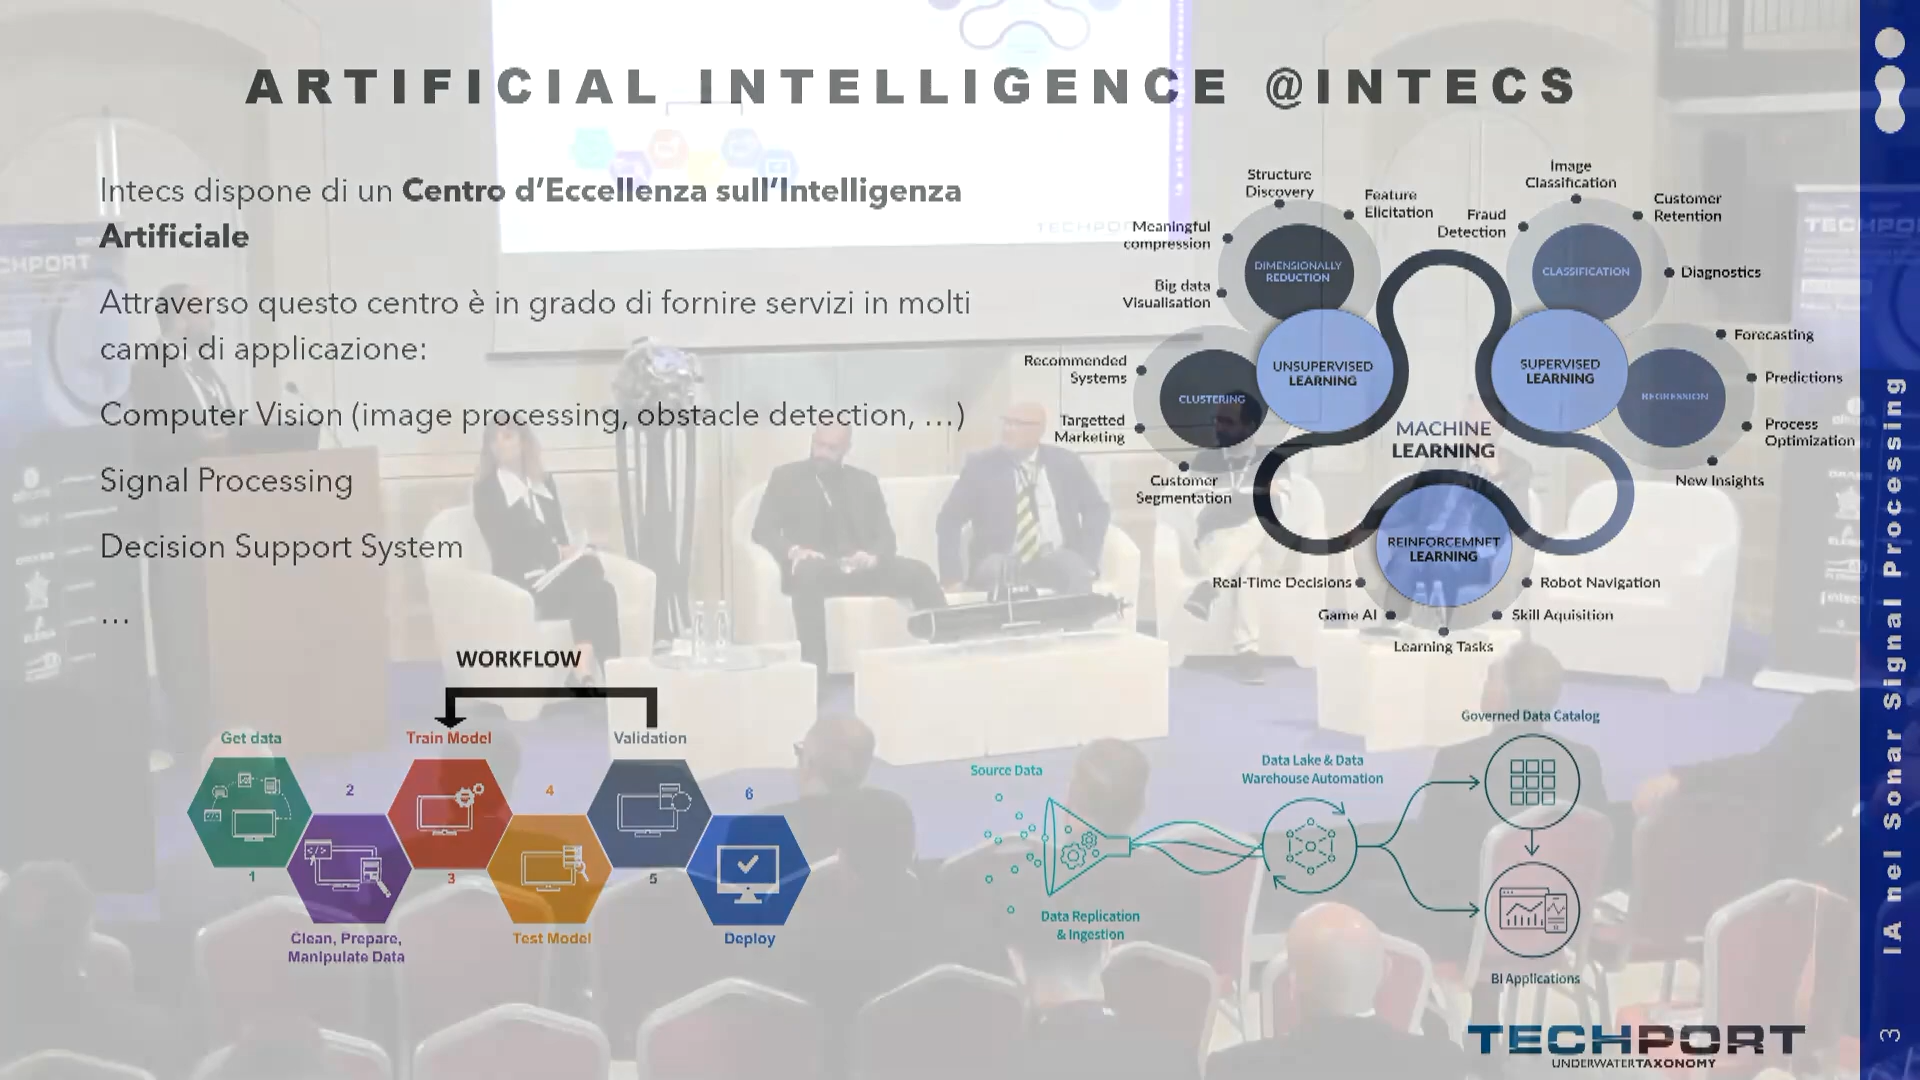 ARTIFICIAL INTELLIGENCE @INTECS
Intecs dispone di un Centro d'Eccellenza sull'Intelligenza
Artificiale
Attraverso questo centro è in grado di fornire servizi in molti
campi di applicazione:
Computer Vision (image processing, obstacle detection, ...)
Signal Processing
Decision Support System
...
Structure
Discovery
Feature
Elicitation
Meaningful
compression
DIMENSIONALLY
REDUCTION
Big data
Visualisation
Recommended
Systems
CLUSTERING
Targetted
Marketing
Customer
Segmentation
UNSUPERVISED
LEARNING
Image
Classification
Fraud
Detection
Customer
Retention
CLASSIFICATION
Diagnostics
SUPERVISED
LEARNING
Forecasting
Predictions
REGRESSION
Process
Optimization
New Insights
MACHINE
LEARNING
REINFORCEMNET
LEARNING
Real-Time Decisions
Robot Navigation
Game AI
Skill Aquisition
Learning Tasks
WORKFLOW
Get data
1
2
Clean, Prepare,
Manipulate Data
Train Model
3
4
Test Model
Validation
5
6
Deploy
Source Data
Data Replication
& Ingestion
Data Lake & Data
Warehouse Automation
Governed Data Catalog
BI Applications
TECHPORT
UNDERWATERTAXONOMY
IA nel Sonar Signal Processing
3
TECHPO
CHPORT
TECHPO